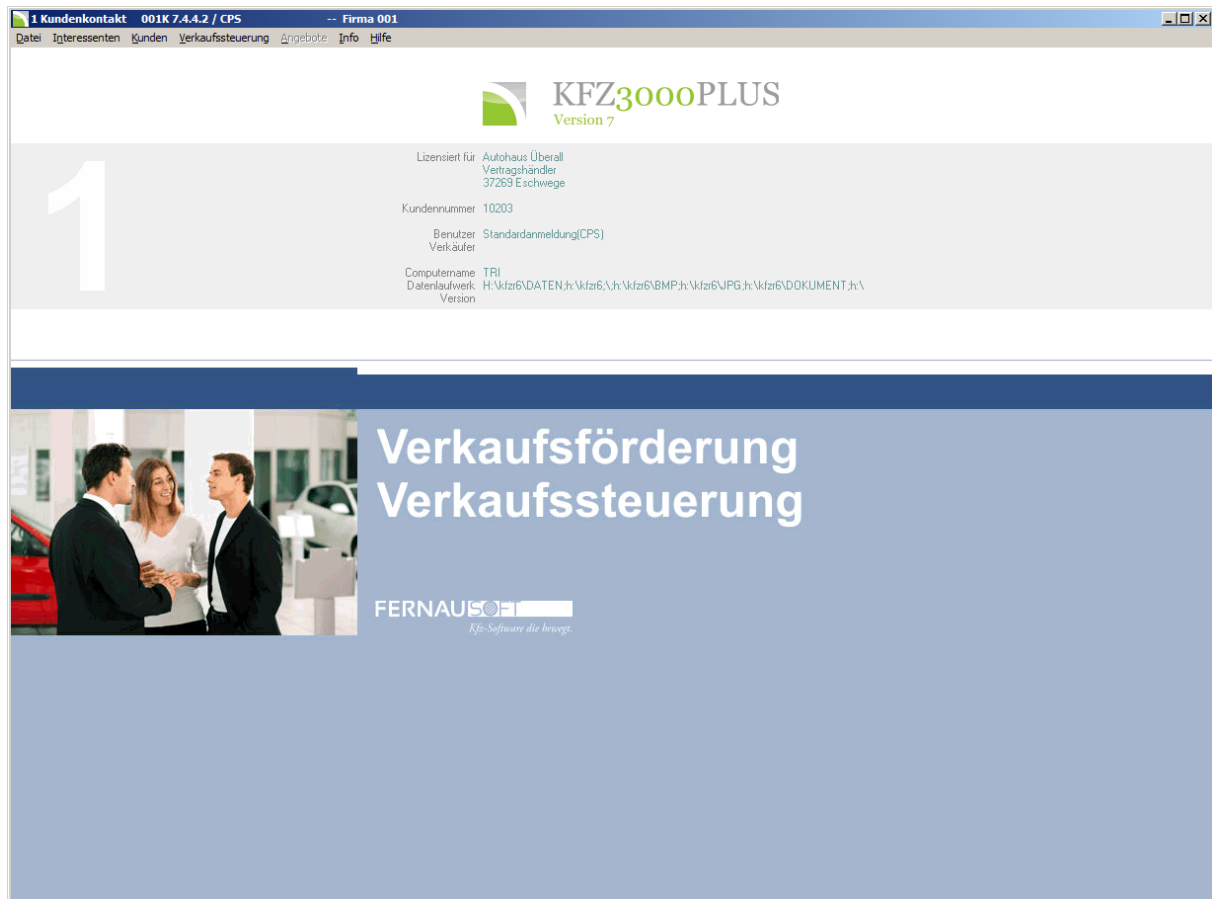 1 Kundenkontakt 001K 7.4.4.2 / CPS -- Firma 001
Datei Interessenten Kunden Verkaufssteuerung Angebote Info Hilfe
KFZ3000PLUS
Version 7
1
Lizensiert für Autohaus Überall
Vertragshändler
37269 Eschwege
Kundennummer 10203
Benutzer Standardanmeldung(CPS)
Verkäufer
Computername TRI
Datenlaufwerk H:\kfzr6\DATEN;h:\kfzr6;\;h:\kfzr6\BMP;h:\kfzr6\JPG;h:\kfzr6\DOKUMENT;h:\
Version
Verkaufsförderung
Verkaufssteuerung
FERNAUSOFT
Kfz-Software die bewegt.